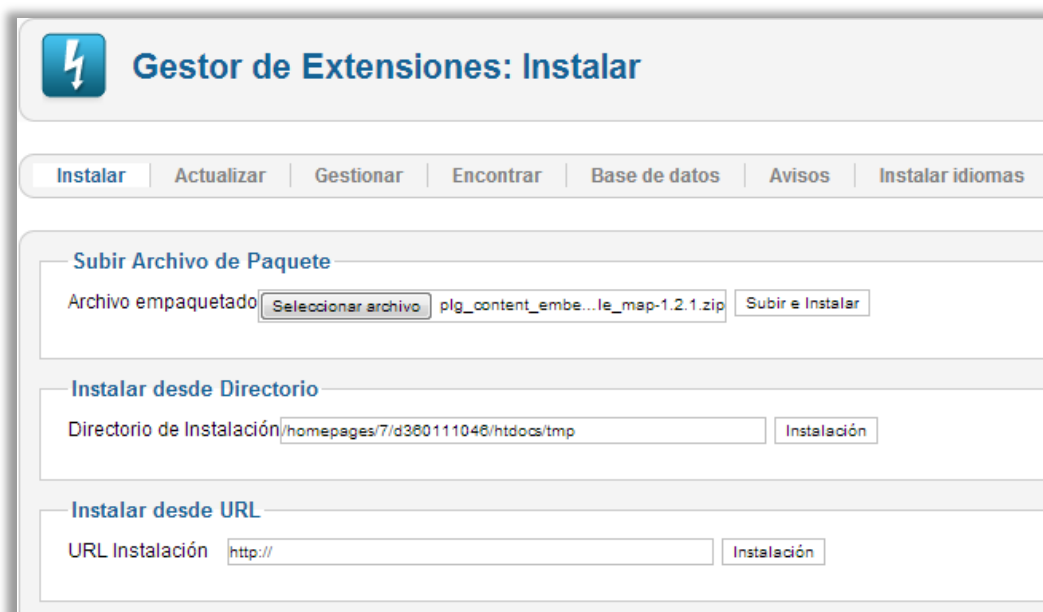 Gestor de Extensiones: Instalar
Instalar Actualizar Gestionar Encontrar Base de datos Avisos Instalar idiomas
Subir Archivo de Paquete
Archivo empaquetado Seleccionar archivo plg_content_embe...le_map-1.2.1.zip Subir e Instalar
Instalar desde Directorio
Directorio de Instalación /homepages/7/d360111046/htdocs/tmp Instalación
Instalar desde URL
URL Instalación http:// Instalación